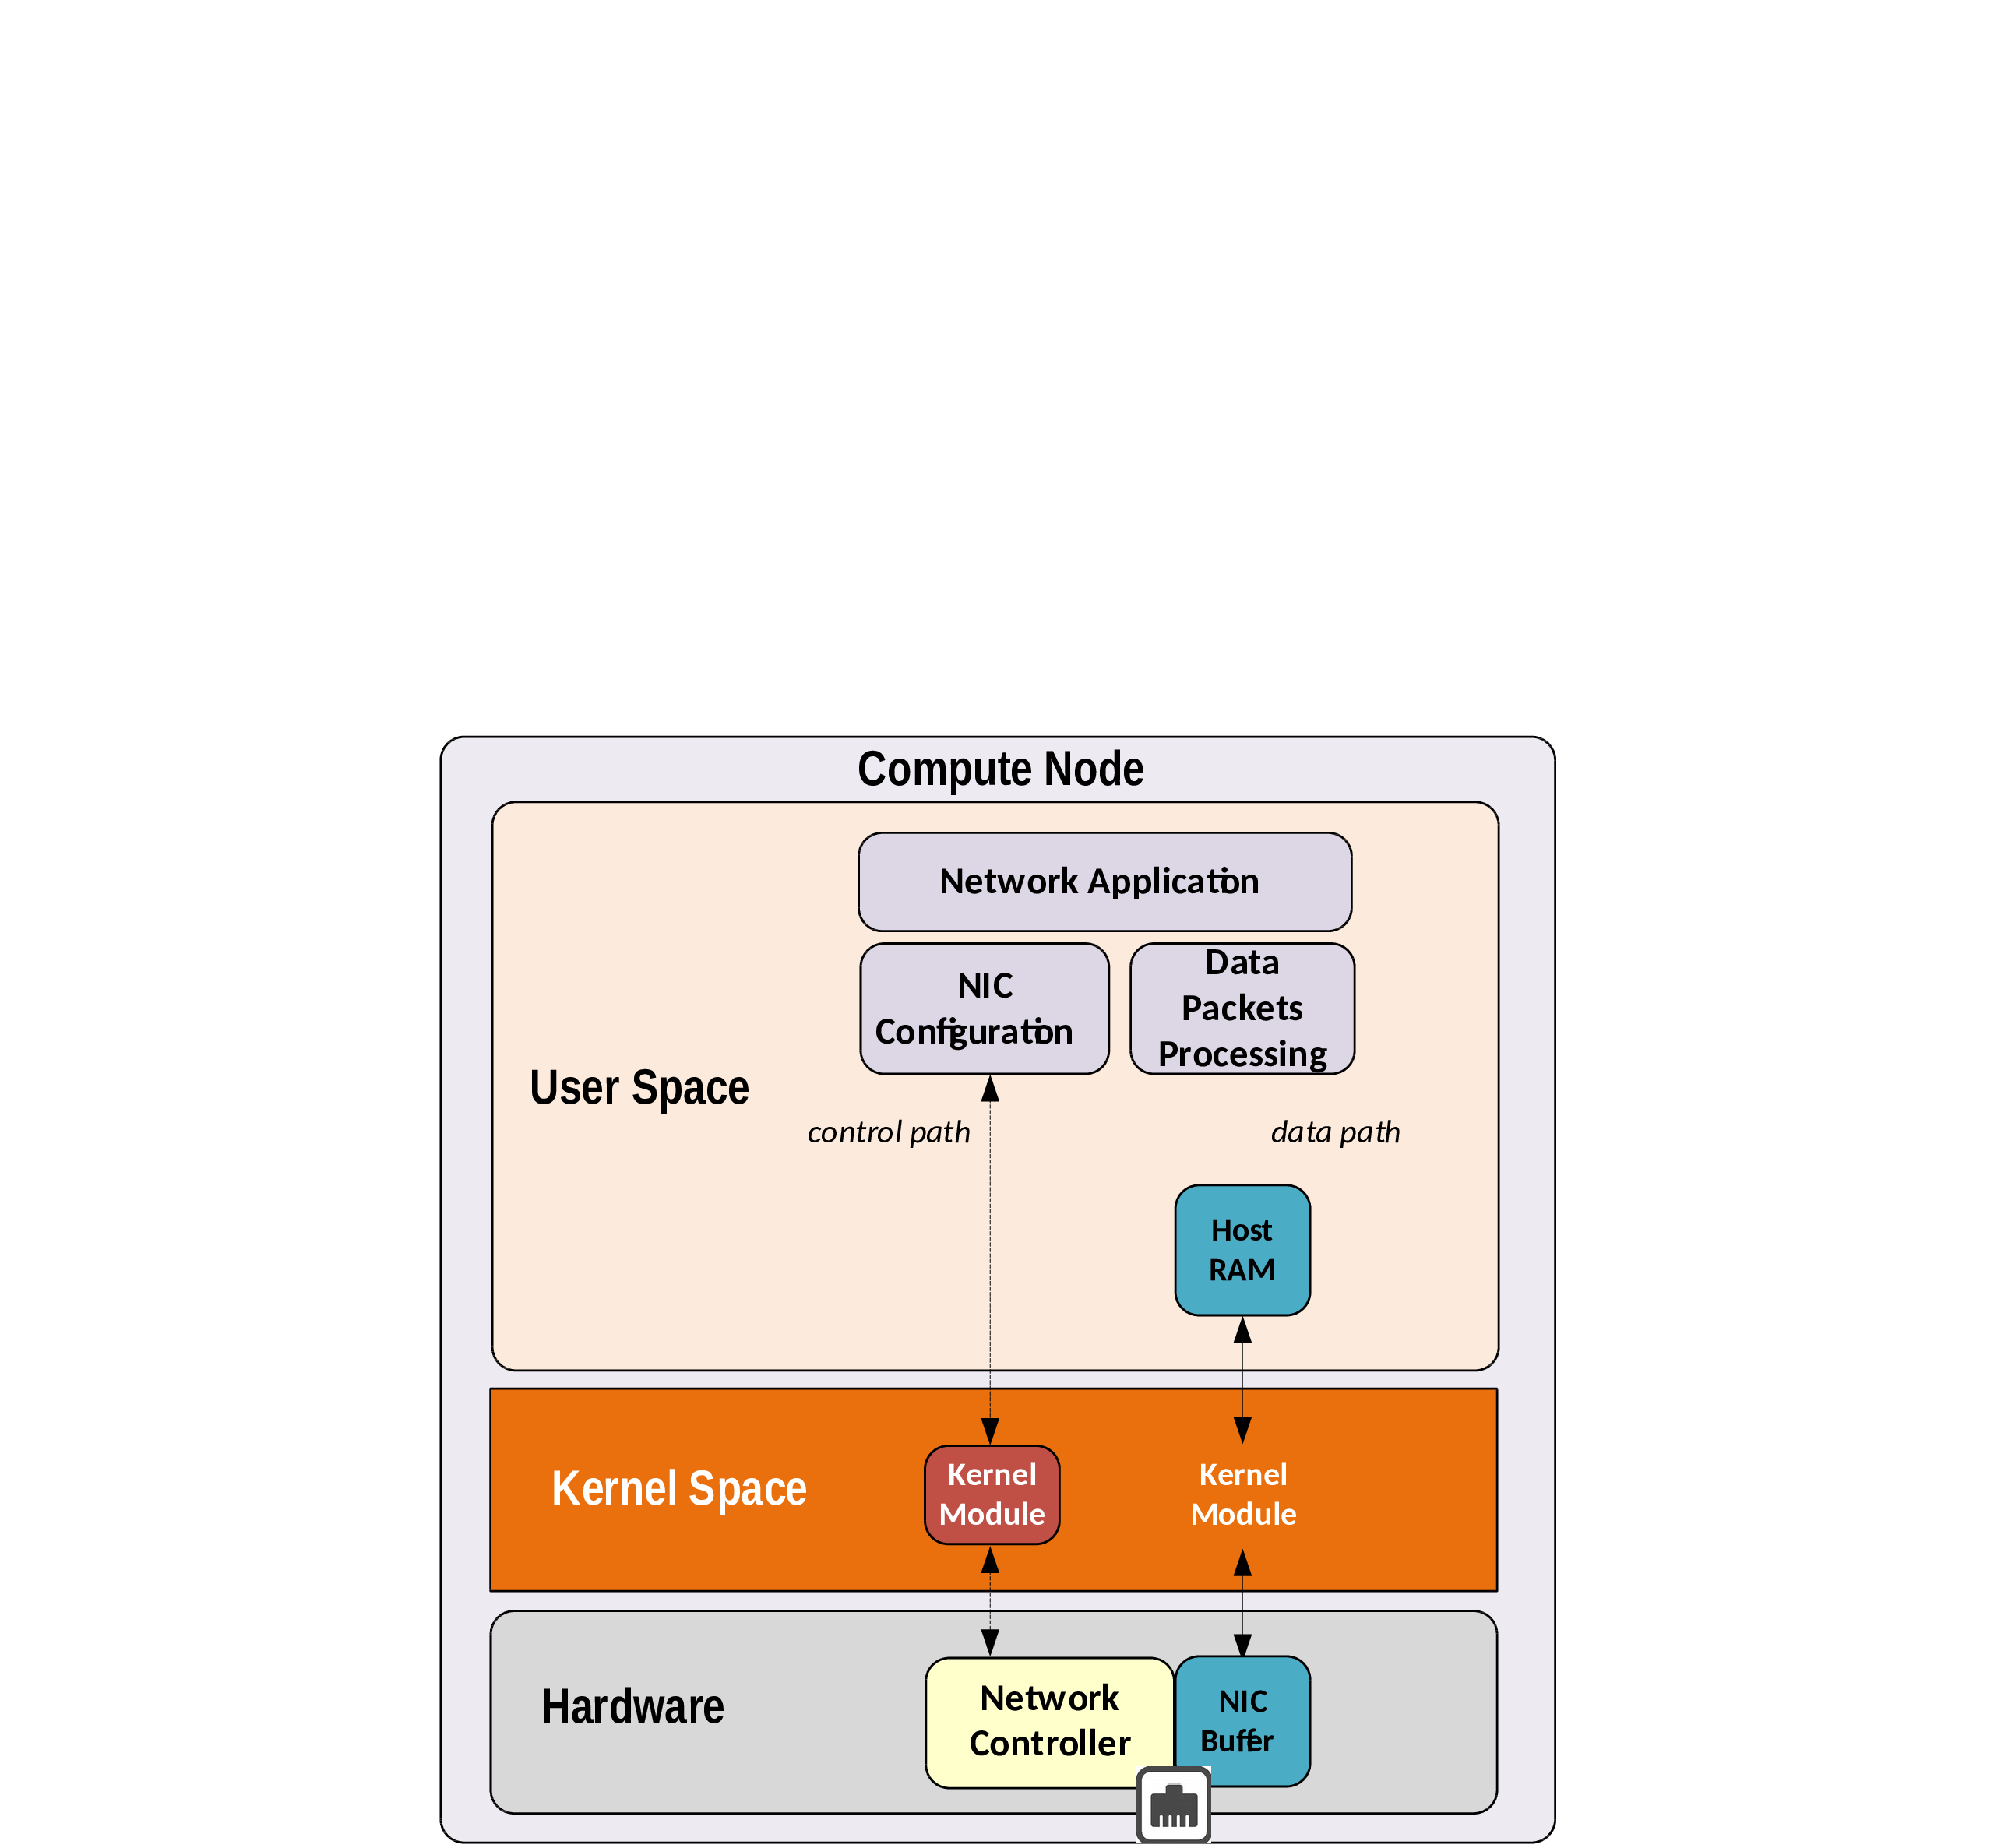 Compute Node
Network Application
NIC
Configuration
Data
Packets
Processing
User Space
control path
data path
Host
RAM
Kernel Space
Kernel
Module
Kernel
Module
Hardware
Network
Controller
NIC
Buffer